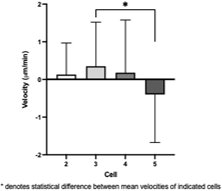 *
2
1
0
-1
-2
Velocity (μm/min)
2 3 4 5
Cell
* denotes statistical difference between mean velocities of indicated cells